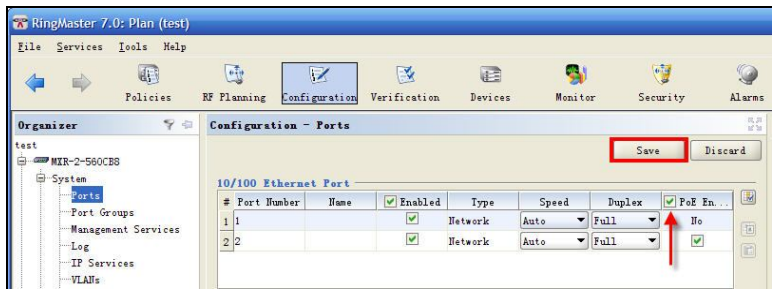 RingMaster 7.0: Plan (test)
File Services Tools Help
Policies RF Planning Configuration Verification Devices Monitor Security Alarms
Organizer
Configuration - Ports
test
Save Discard
MXR-2-560CB8
System
Ports
Port Groups
Management Services
Log
IP Services
VLANs
10/100 Ethernet Port
# Port Number Name Enabled Type Speed Duplex PoE En...
1 1 Network Auto Full No
2 2 Network Auto Full